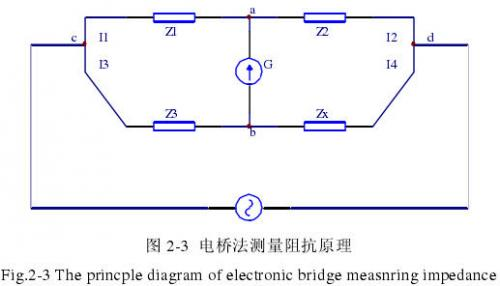 a
Z1
Z2
c
I1
I2
d
I3
G
I4
Z3
Zx
b
图 2-3 电桥法测量阻抗原理
Fig.2-3 The princple diagram of electronic bridge measnring impedance